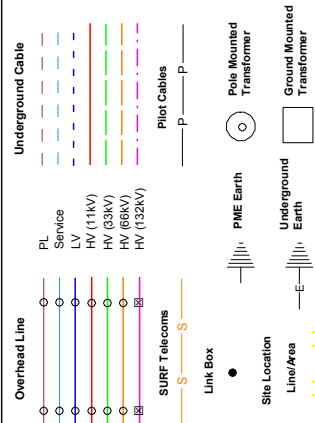 Overhead Line
Underground Cable
PL
Service
LV
HV (11kV)
HV (33kV)
HV (66kV)
HV (132kV)
SURF Telecoms
S S
Pilot Cables
P P
Link Box
PME Earth
Pole Mounted
Transformer
Site Location
Line/Area
Underground
Earth
E
Ground Mounted
Transformer